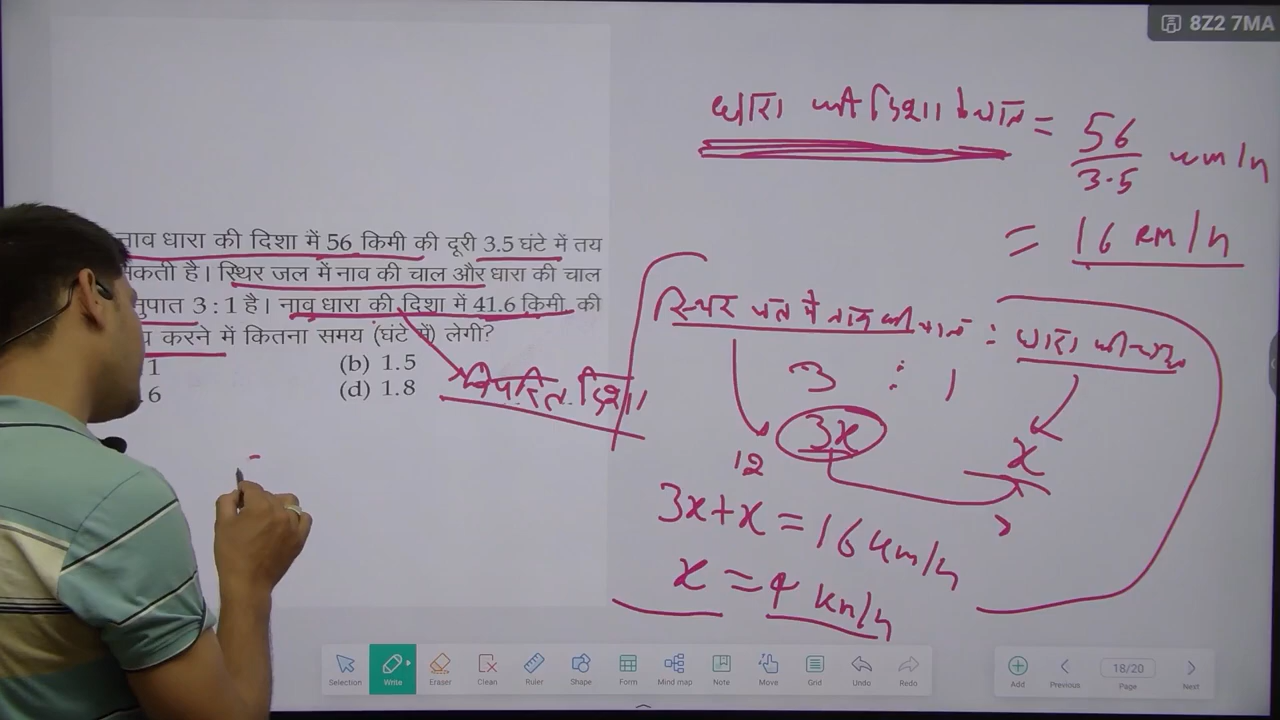 8Z2 7MA
धारा की दिशा में चाल = 56/3.5 km/h
= 16 km/h
नाव धारा की दिशा में 56 किमी की दूरी 3.5 घंटे में तय
सकती है। स्थिर जल में नाव की चाल और धारा की चाल
नुपात 3 : 1 है। नाव धारा की दिशा में 41.6 किमी की
करने में कितना समय (घंटे में) लेगी?
1
(b) 1.5
.6
(d) 1.8
विपरित दिशा
स्थिर जल में नाव की चाल : धारा की चाल
3 : 1
3x
x
12
3x+x = 16 km/h
x = 4 km/h
Selection Write Eraser Clean Ruler Shape Form Mind map Note Move Grid Undo Redo
Add Previous 18/20 Page Next